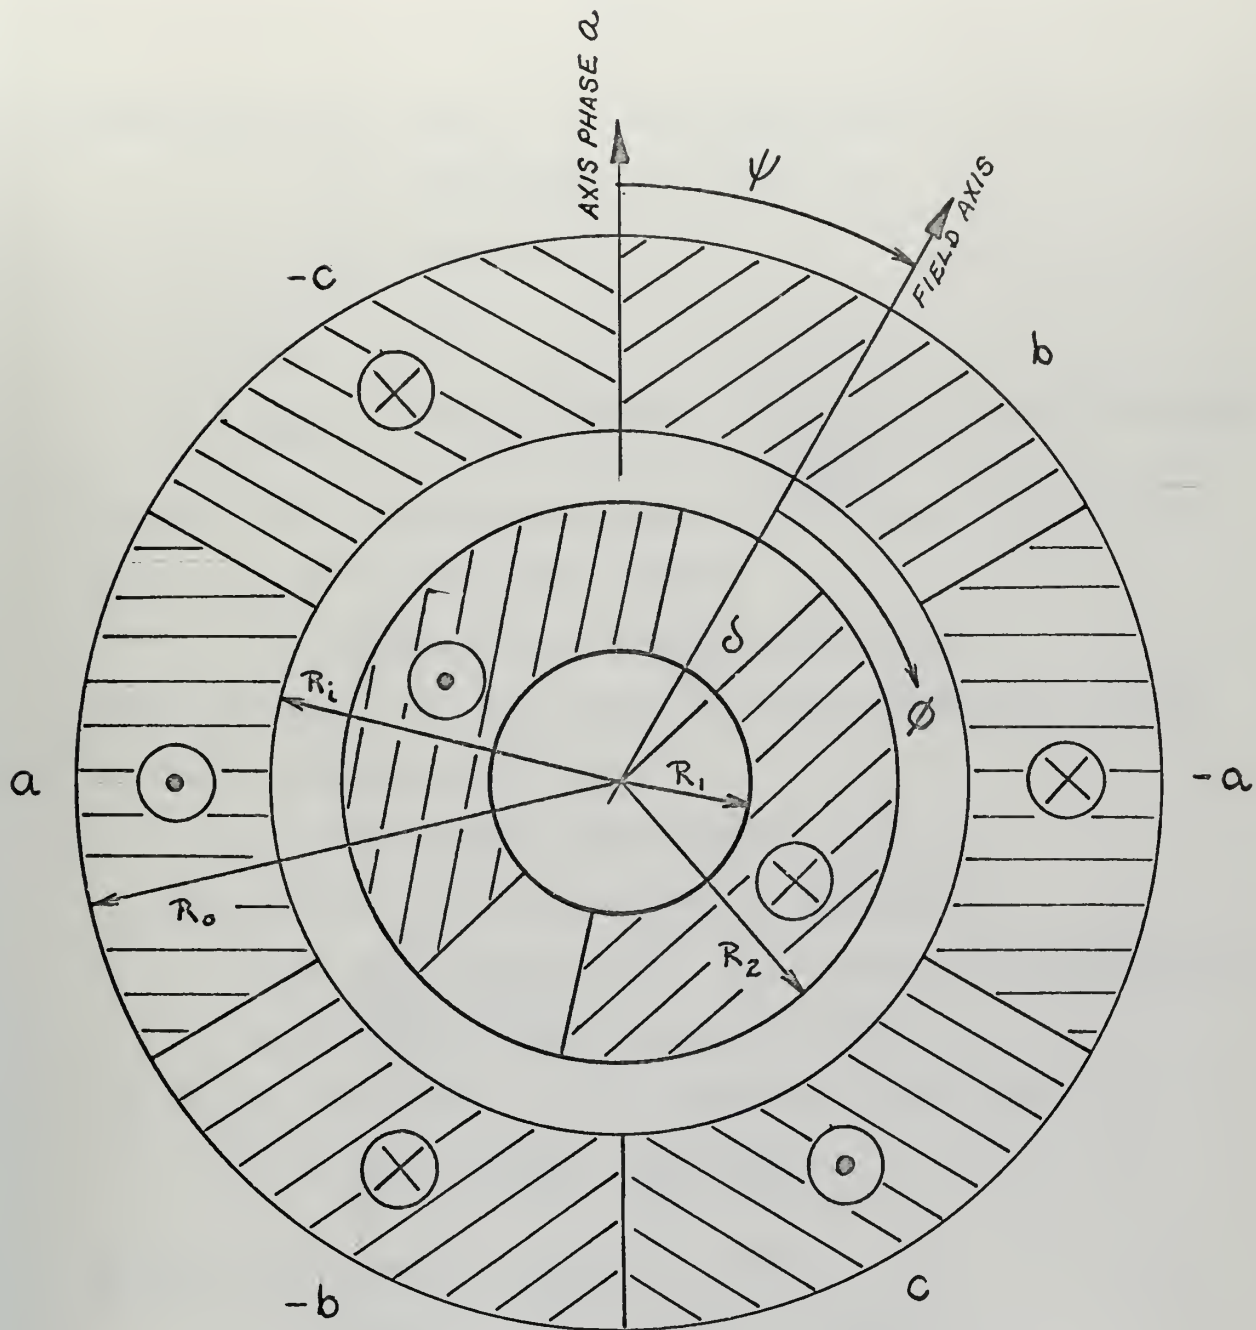 AXIS PHASE a
ψ
FIELD AXIS
-c
b
δ
Ri
ø
a
R1
-a
Ro
R2
-b
c